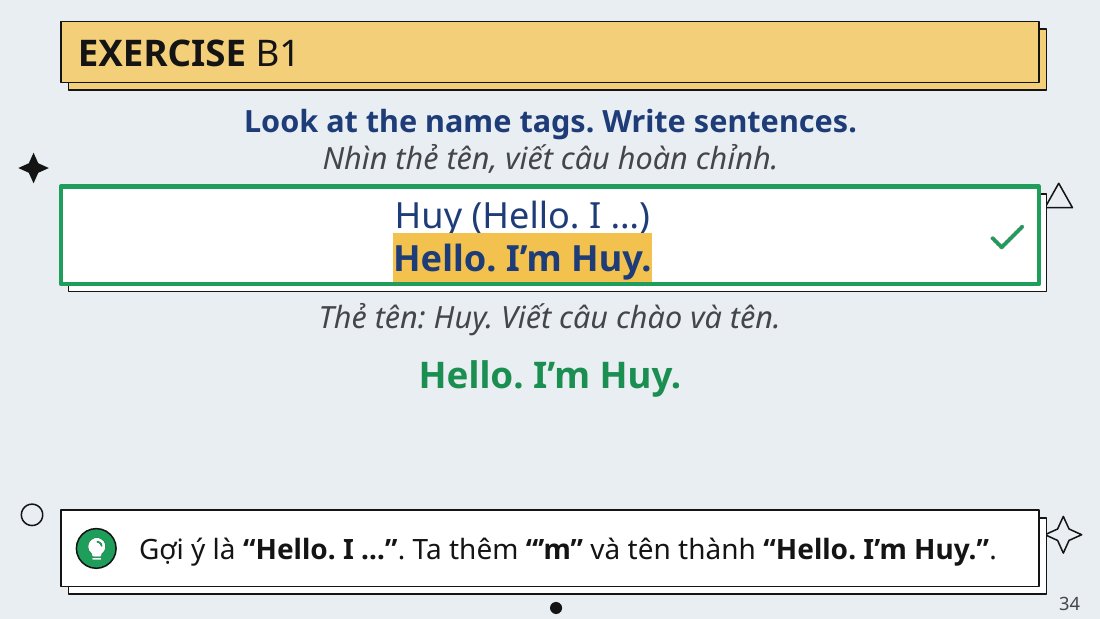 EXERCISE B1
Look at the name tags. Write sentences.
Nhìn thẻ tên, viết câu hoàn chỉnh.
Huy (Hello. I ...)
Hello. I’m Huy.
Thẻ tên: Huy. Viết câu chào và tên.
Hello. I’m Huy.
Gợi ý là “Hello. I ...”. Ta thêm “’m” và tên thành “Hello. I’m Huy.”.
34